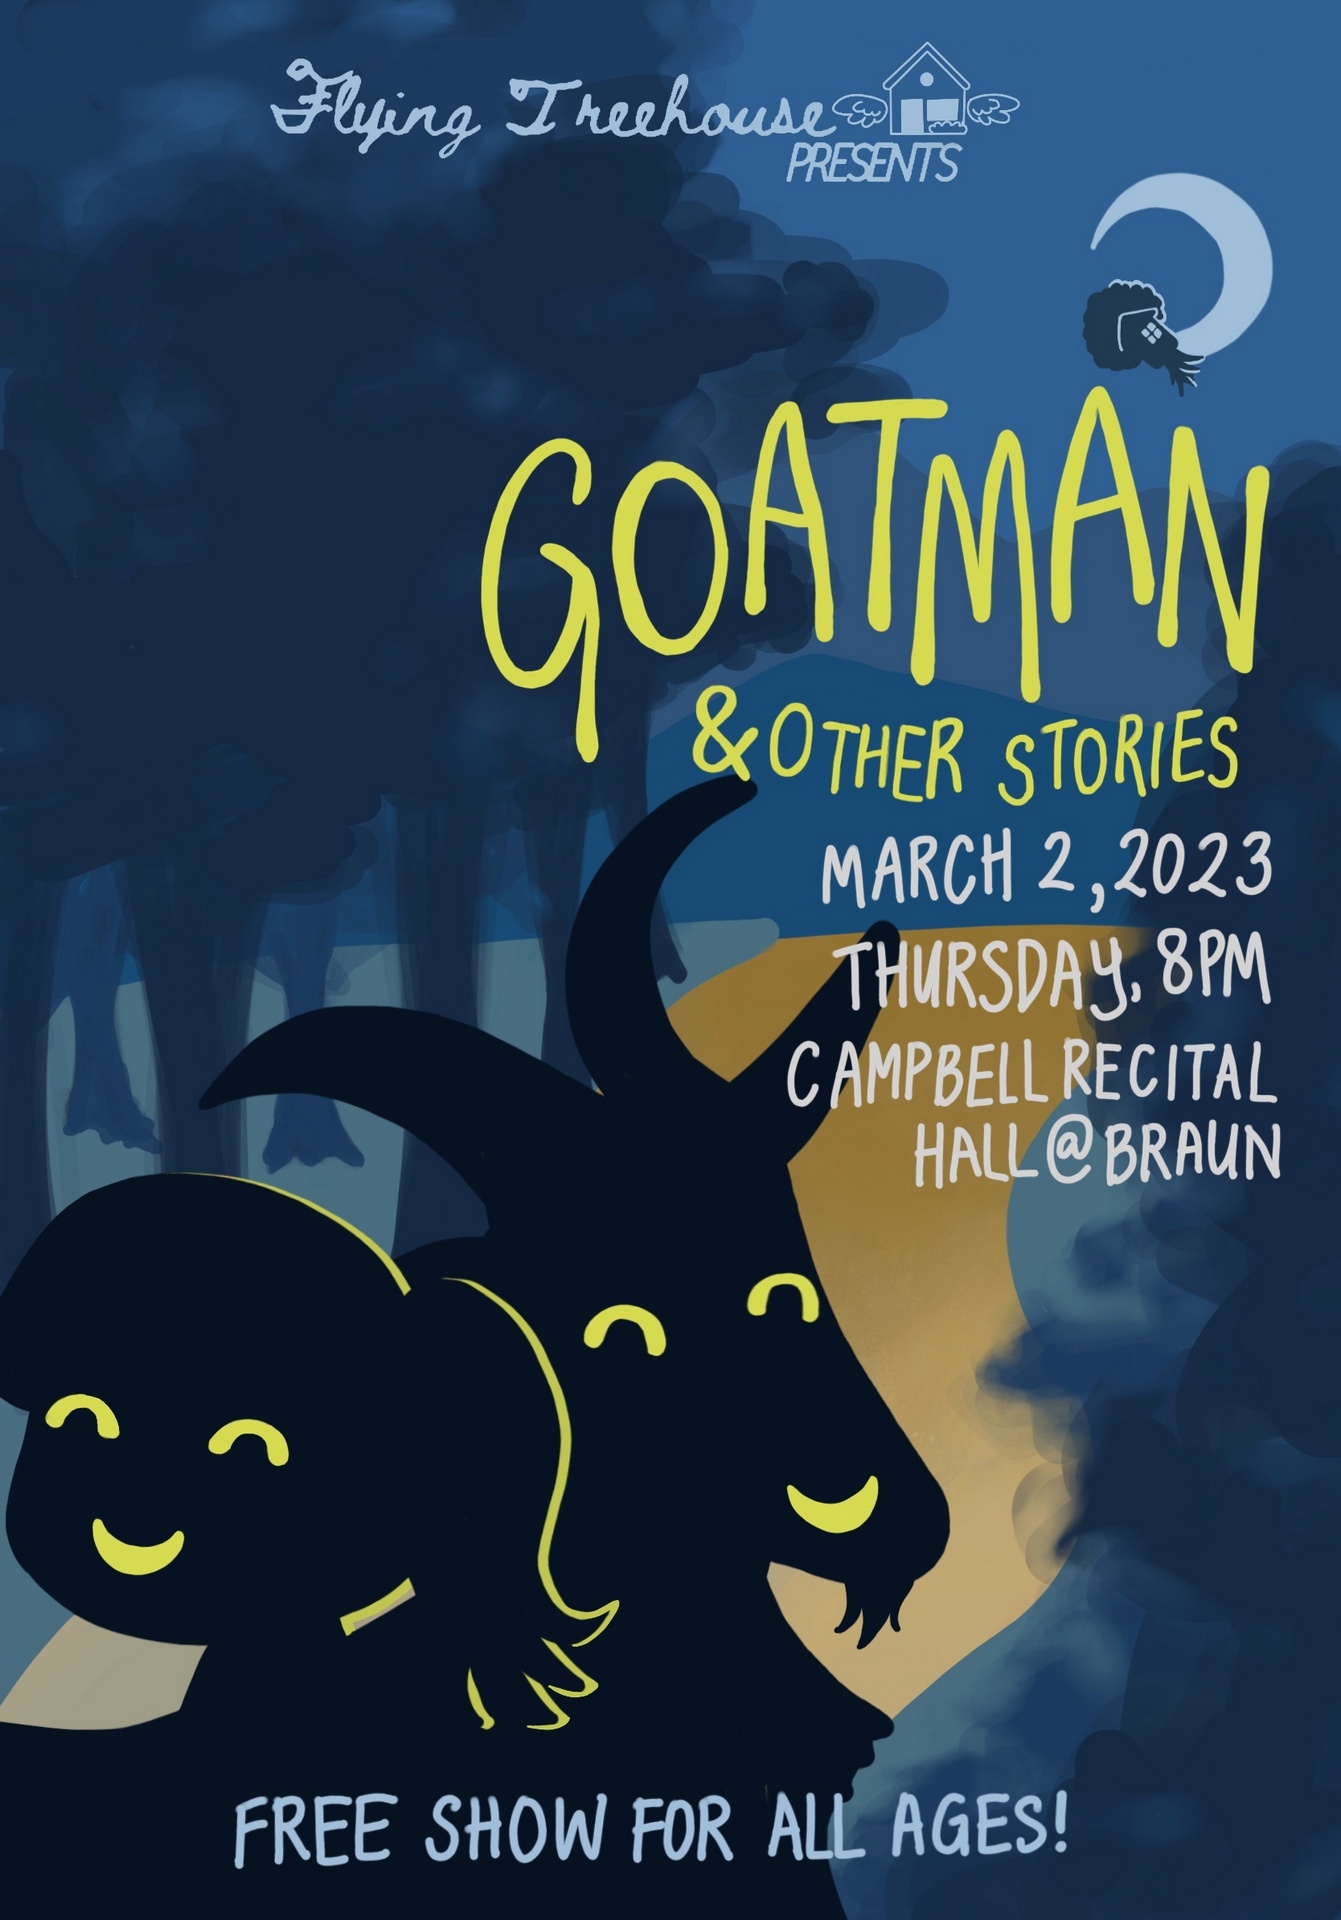 Flying Treehouse
PRESENTS
GOATMAN
& OTHER STORIES
MARCH 2, 2023
THURSDAY, 8PM
CAMPBELL RECITAL
HALL @ BRAUN
FREE SHOW FOR ALL AGES!